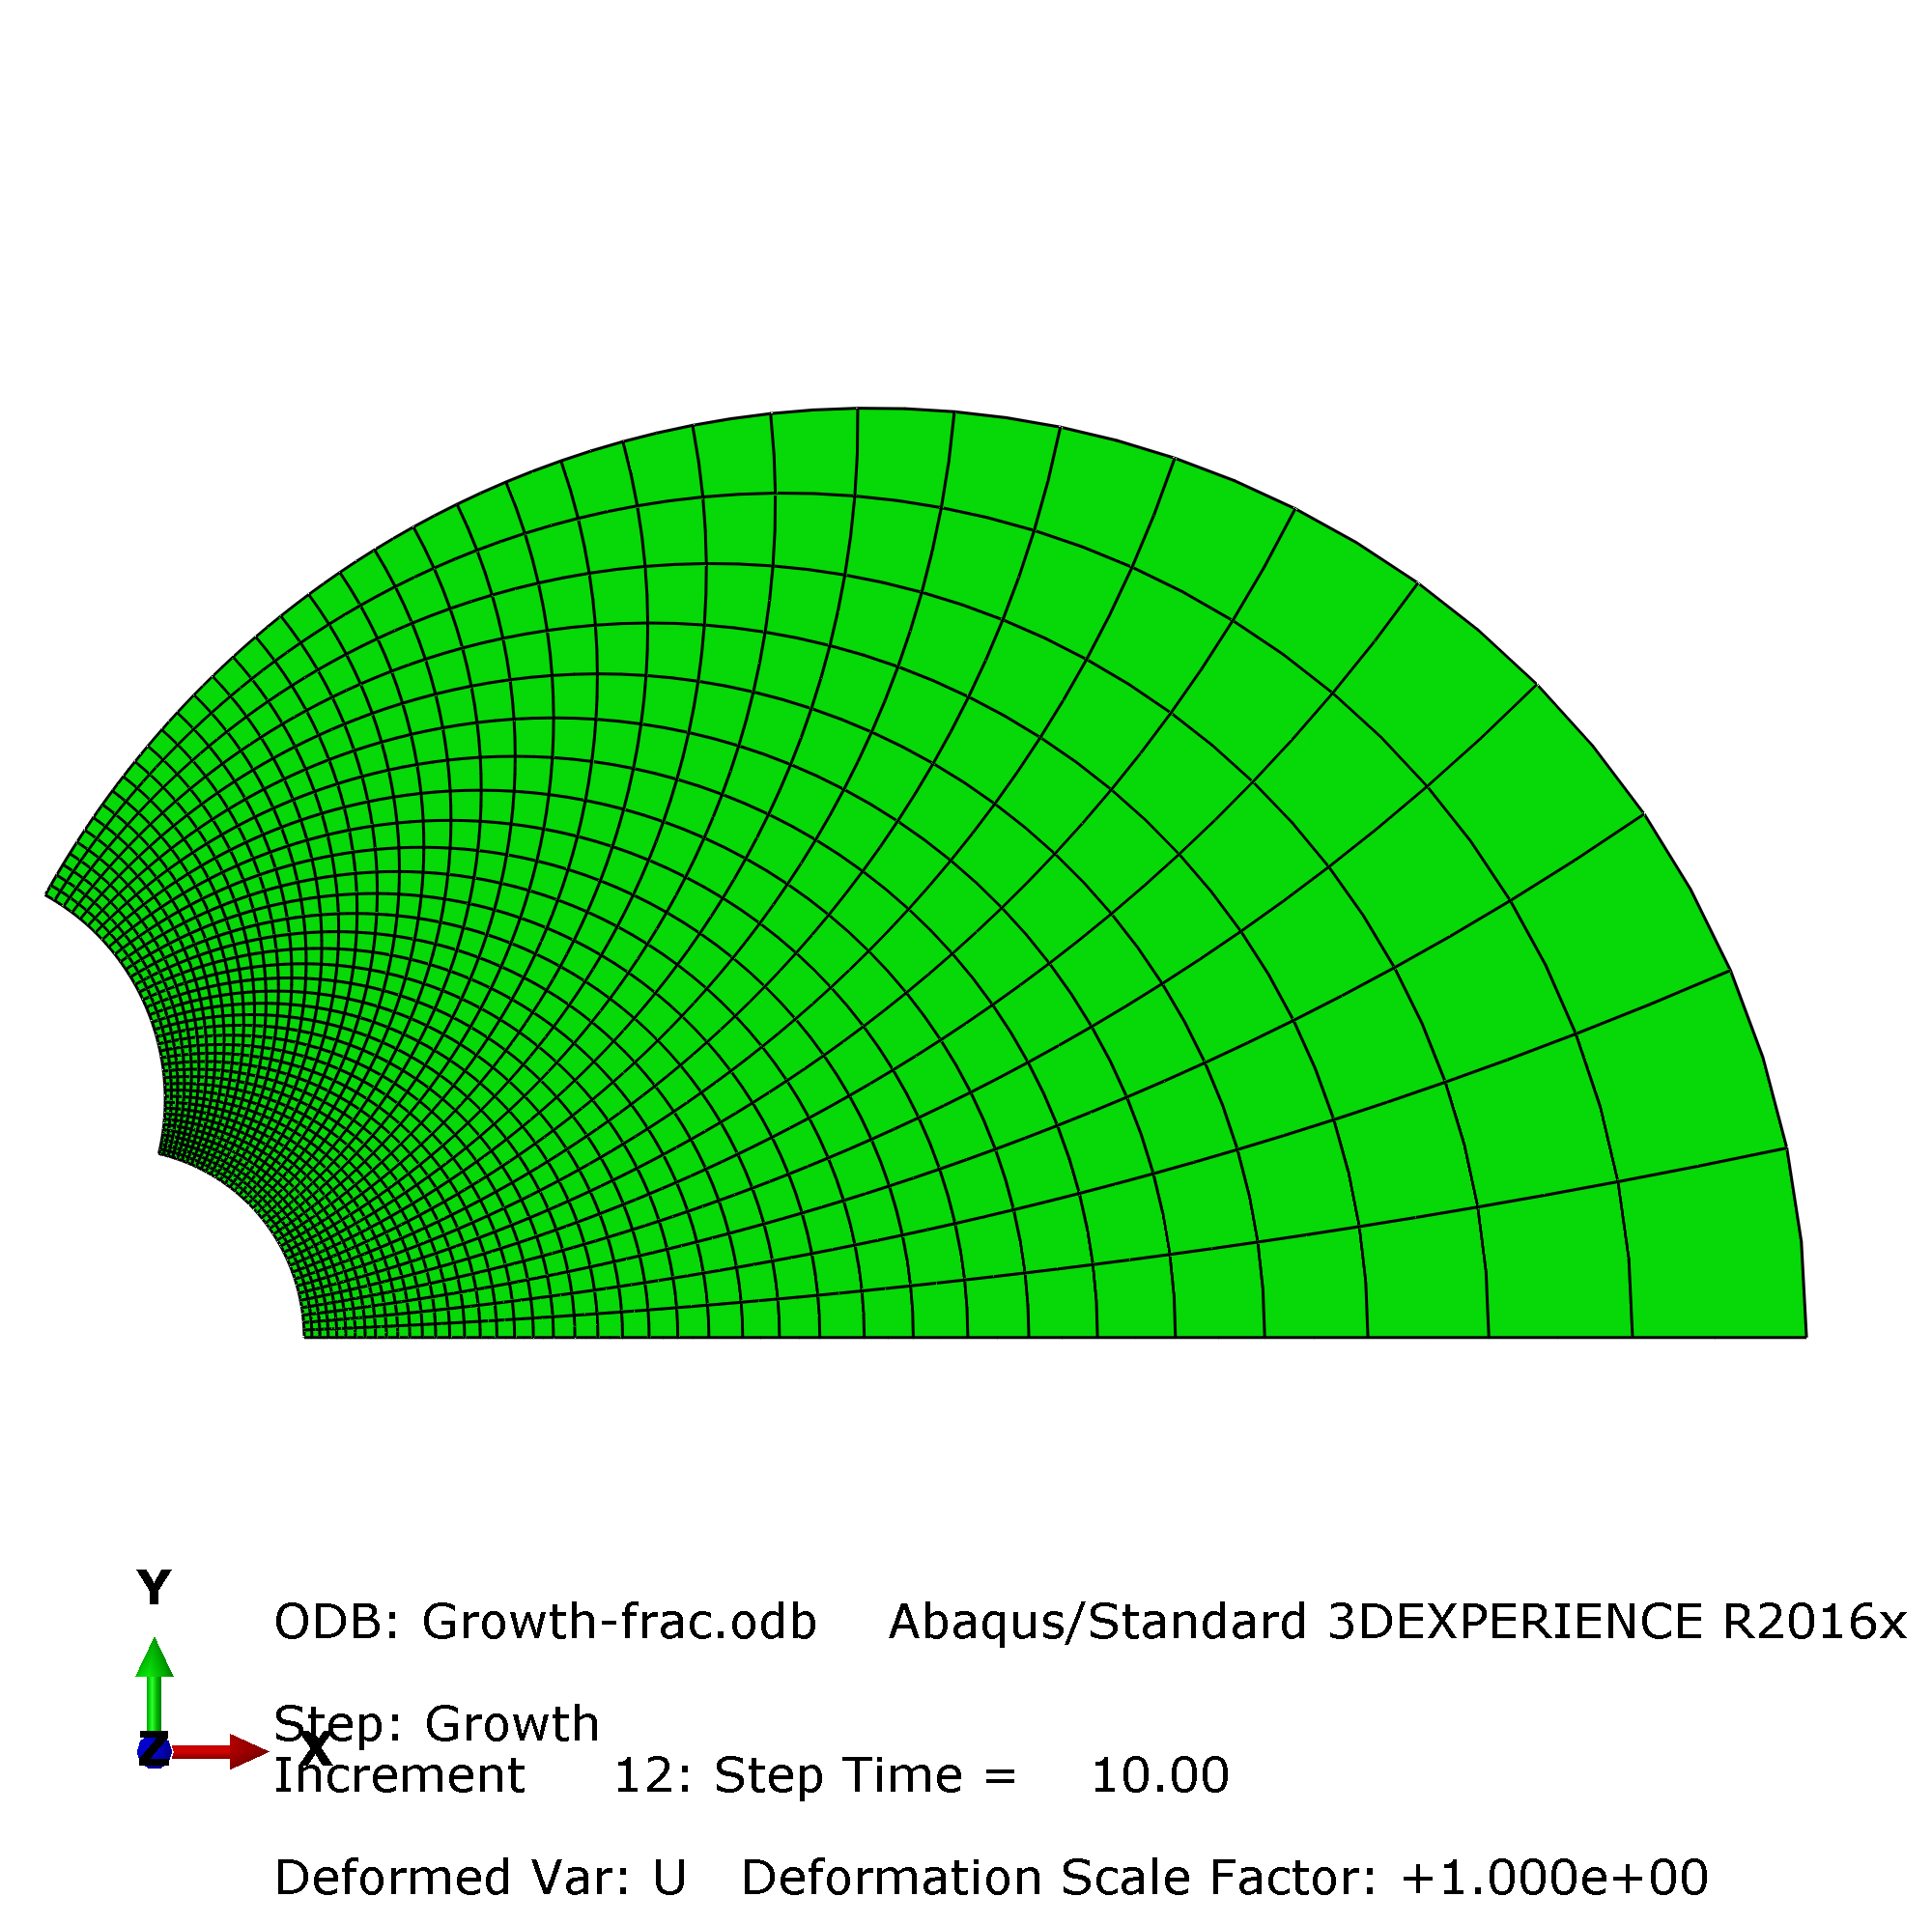 Y
ODB: Growth-frac.odb Abaqus/Standard 3DEXPERIENCE R2016x
Step: Growth
Z X
Increment 12: Step Time = 10.00
Deformed Var: U Deformation Scale Factor: +1.000e+00